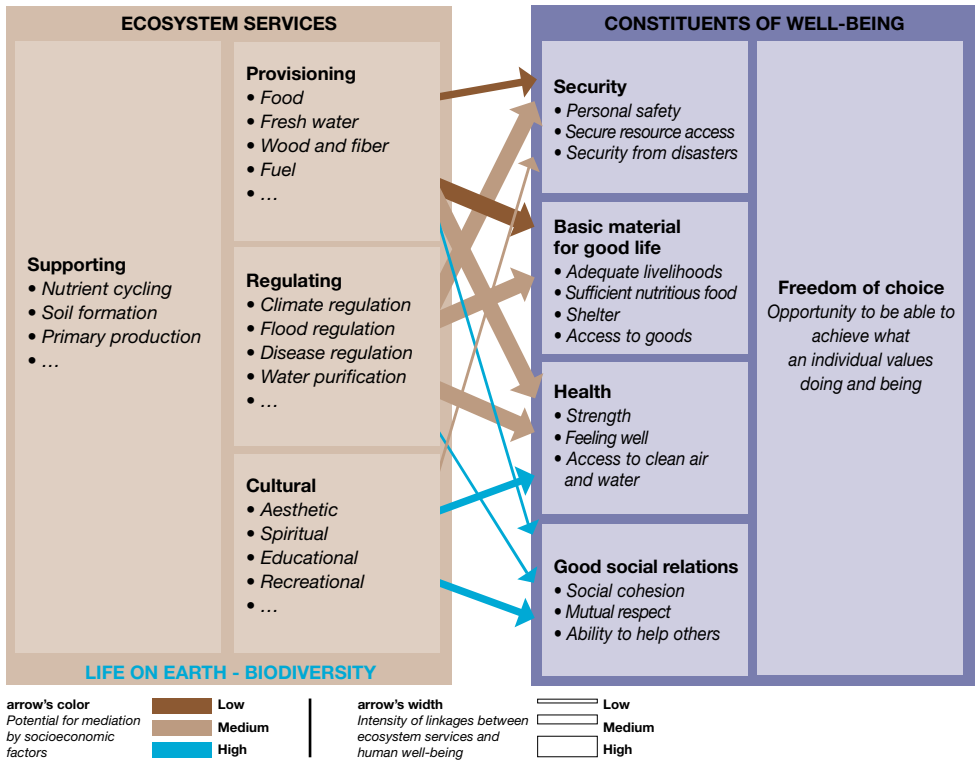 ECOSYSTEM SERVICES
Supporting
• Nutrient cycling
• Soil formation
• Primary production
• …
Provisioning
• Food
• Fresh water
• Wood and fiber
• Fuel
• …
Regulating
• Climate regulation
• Flood regulation
• Disease regulation
• Water purification
• …
Cultural
• Aesthetic
• Spiritual
• Educational
• Recreational
• …
LIFE ON EARTH - BIODIVERSITY
CONSTITUENTS OF WELL-BEING
Security
• Personal safety
• Secure resource access
• Security from disasters
Basic material
for good life
• Adequate livelihoods
• Sufficient nutritious food
• Shelter
• Access to goods
Health
• Strength
• Feeling well
• Access to clean air
and water
Good social relations
• Social cohesion
• Mutual respect
• Ability to help others
Freedom of choice
Opportunity to be able to
achieve what
an individual values
doing and being
arrow's color
Potential for mediation
by socioeconomic
factors
Low
Medium
High
arrow's width
Intensity of linkages between
ecosystem services and
human well-being
Low
Medium
High